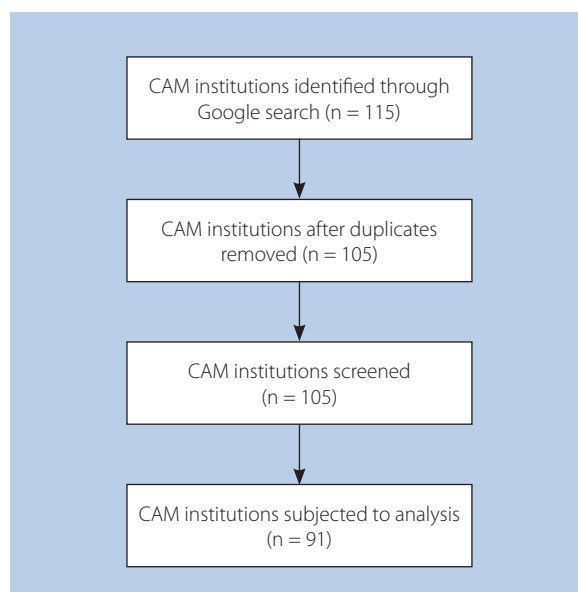 CAM institutions identified through
Google search (n = 115)
CAM institutions after duplicates
removed (n = 105)
CAM institutions screened
(n = 105)
CAM institutions subjected to analysis
(n = 91)